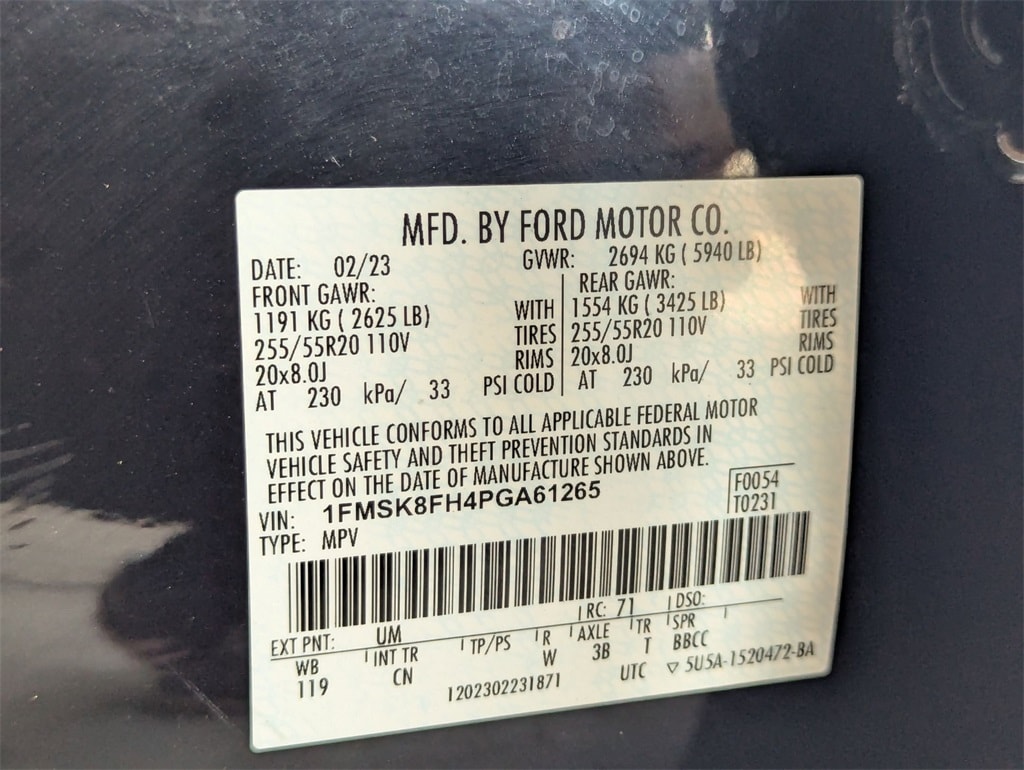 MFD. BY FORD MOTOR CO.
DATE: 02/23 GVWR: 2694 KG ( 5940 LB)
FRONT GAWR: REAR GAWR:
1191 KG ( 2625 LB) WITH 1554 KG ( 3425 LB) WITH
255/55R20 110V TIRES 255/55R20 110V TIRES
20x8.0J RIMS 20x8.0J RIMS
AT 230 kPa/ 33 PSI COLD AT 230 kPa/ 33 PSI COLD
THIS VEHICLE CONFORMS TO ALL APPLICABLE FEDERAL MOTOR
VEHICLE SAFETY AND THEFT PREVENTION STANDARDS IN
EFFECT ON THE DATE OF MANUFACTURE SHOWN ABOVE.
VIN: 1FMSK8FH4PGA61265 F0054
TYPE: MPV T0231
EXT PNT: UM RC: 71 DSO:
WB INT TR TP/PS R AXLE TR SPR
119 CN W 3B T BBCC
1202302231871 UTC ▽ 5U5A-1520472-BA